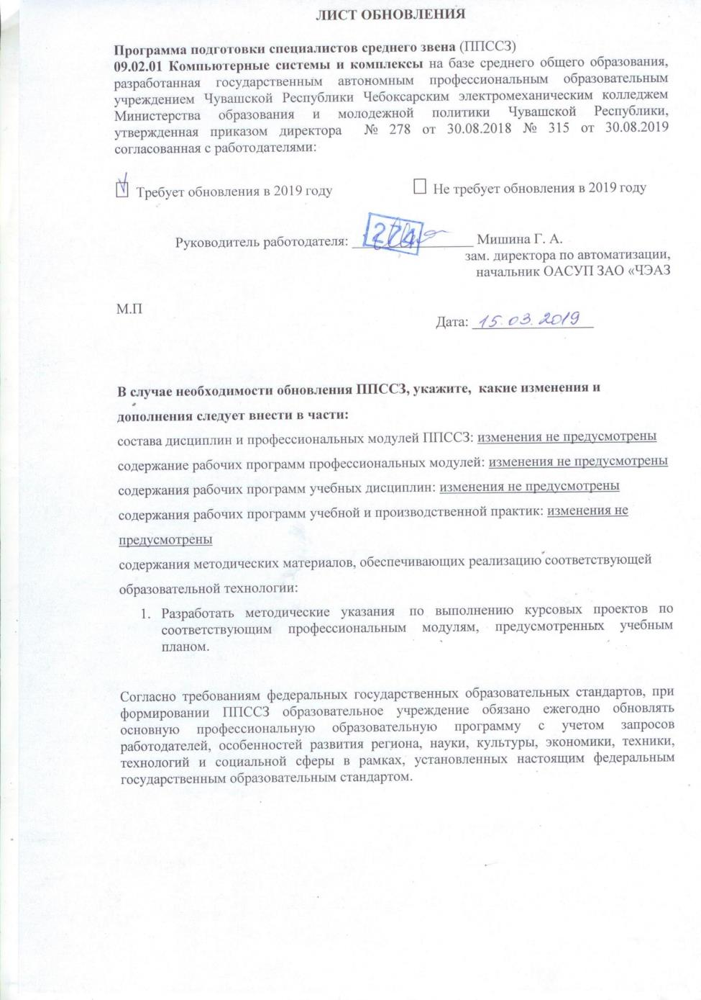 ЛИСТ ОБНОВЛЕНИЯ
Программа подготовки специалистов среднего звена (ППССЗ)
09.02.01 Компьютерные системы и комплексы на базе среднего общего образования,
разработанная государственным автономным профессиональным образовательным
учреждением Чувашской Республики Чебоксарским электромеханическим колледжем
Министерства образования и молодежной политики Чувашской Республики,
утвержденная приказом директора № 278 от 30.08.2018 № 315 от 30.08.2019
согласованная с работодателями:
Требует обновления в 2019 году
Не требует обновления в 2019 году
Руководитель работодателя: 274 Мишина Г. А.
зам. директора по автоматизации,
начальник ОАСУП ЗАО «ЧЭАЗ
М.П
Дата: 15.03.2019
В случае необходимости обновления ППССЗ, укажите, какие изменения и
дополнения следует внести в части:
состава дисциплин и профессиональных модулей ППССЗ: изменения не предусмотрены
содержание рабочих программ профессиональных модулей: изменения не предусмотрены
содержания рабочих программ учебных дисциплин: изменения не предусмотрены
содержания рабочих программ учебной и производственной практик: изменения не
предусмотрены
содержания методических материалов, обеспечивающих реализацию соответствующей
образовательной технологии:
1. Разработать методические указания по выполнению курсовых проектов по
соответствующим профессиональным модулям, предусмотренных учебным
планом.
Согласно требованиям федеральных государственных образовательных стандартов, при
формировании ППССЗ образовательное учреждение обязано ежегодно обновлять
основную профессиональную образовательную программу с учетом запросов
работодателей, особенностей развития региона, науки, культуры, экономики, техники,
технологий и социальной сферы в рамках, установленных настоящим федеральным
государственным образовательным стандартом.